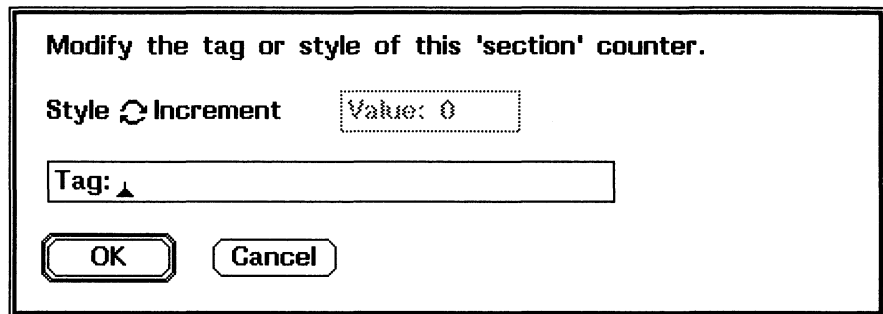 Modify the tag or style of this 'section' counter.
Style Increment Value: 0
Tag:
OK Cancel